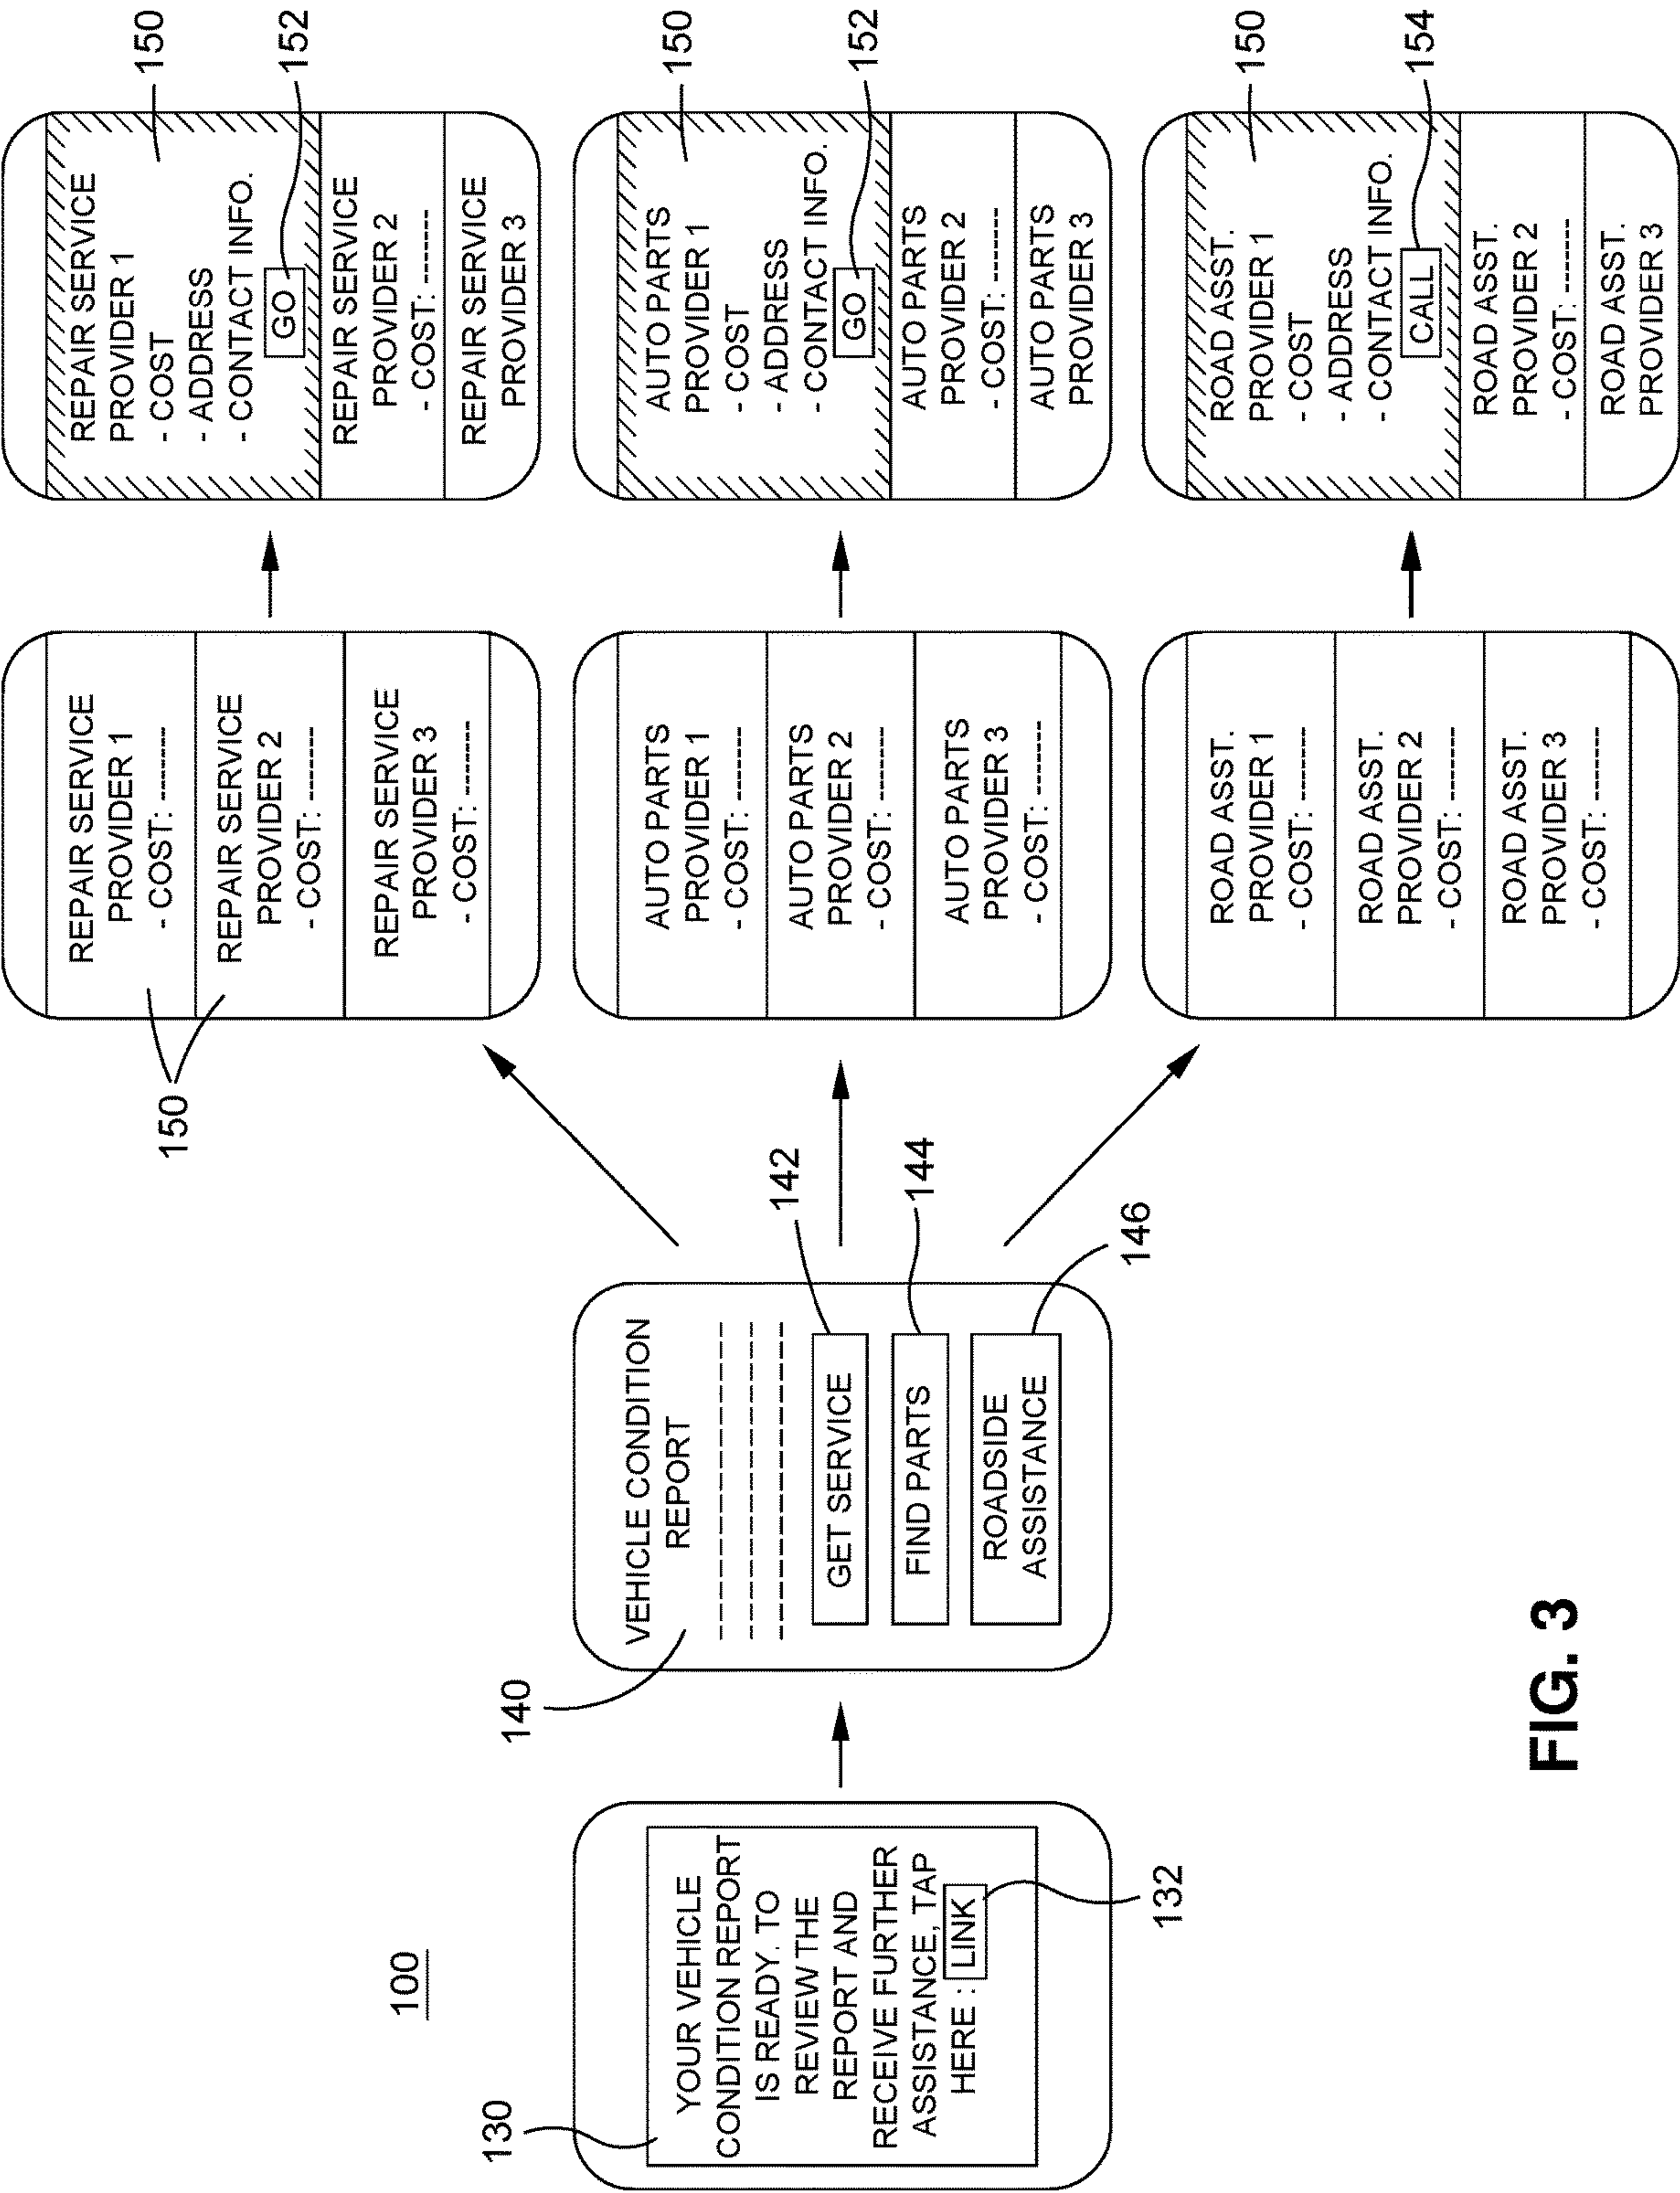 100
130
YOUR VEHICLE
CONDITION REPORT
IS READY. TO
REVIEW THE
REPORT AND
RECEIVE FURTHER
ASSISTANCE, TAP
HERE : LINK
132
140
VEHICLE CONDITION
REPORT
GET SERVICE
FIND PARTS
ROADSIDE
ASSISTANCE
142
144
146
150
REPAIR SERVICE
PROVIDER 1
- COST: -------
REPAIR SERVICE
PROVIDER 2
- COST: -------
REPAIR SERVICE
PROVIDER 3
- COST: -------
REPAIR SERVICE
PROVIDER 1
- COST
- ADDRESS
- CONTACT INFO.
GO
REPAIR SERVICE
PROVIDER 2
- COST: -------
REPAIR SERVICE
PROVIDER 3
150
152
AUTO PARTS
PROVIDER 1
- COST: -------
AUTO PARTS
PROVIDER 2
- COST: -------
AUTO PARTS
PROVIDER 3
- COST: -------
AUTO PARTS
PROVIDER 1
- COST
- ADDRESS
- CONTACT INFO.
GO
AUTO PARTS
PROVIDER 2
- COST: -------
AUTO PARTS
PROVIDER 3
150
152
ROAD ASST.
PROVIDER 1
- COST: -------
ROAD ASST.
PROVIDER 2
- COST: -------
ROAD ASST.
PROVIDER 3
- COST: -------
ROAD ASST.
PROVIDER 1
- COST
- ADDRESS
- CONTACT INFO.
CALL
ROAD ASST.
PROVIDER 2
- COST: -------
ROAD ASST.
PROVIDER 3
150
154
FIG. 3